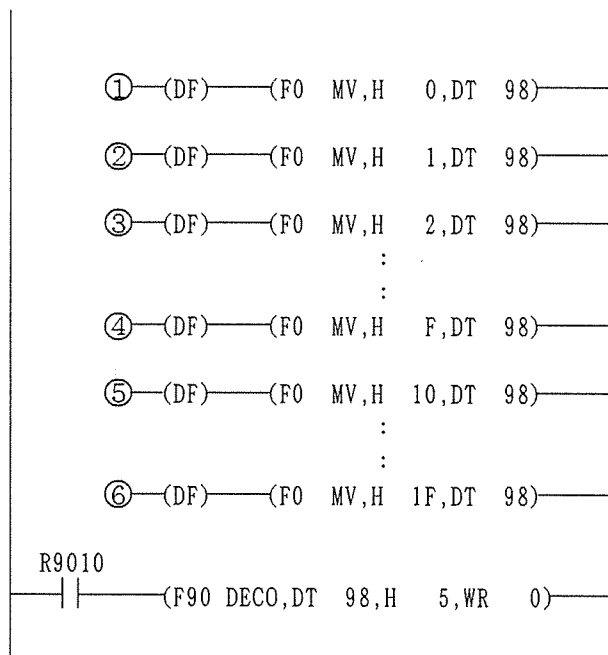 ①—(DF)——(F0 MV,H 0,DT 98)
②—(DF)——(F0 MV,H 1,DT 98)
③—(DF)——(F0 MV,H 2,DT 98)
:
:
④—(DF)——(F0 MV,H F,DT 98)
⑤—(DF)——(F0 MV,H 10,DT 98)
:
:
⑥—(DF)——(F0 MV,H 1F,DT 98)
R9010
(F90 DECO,DT 98,H 5,WR 0)